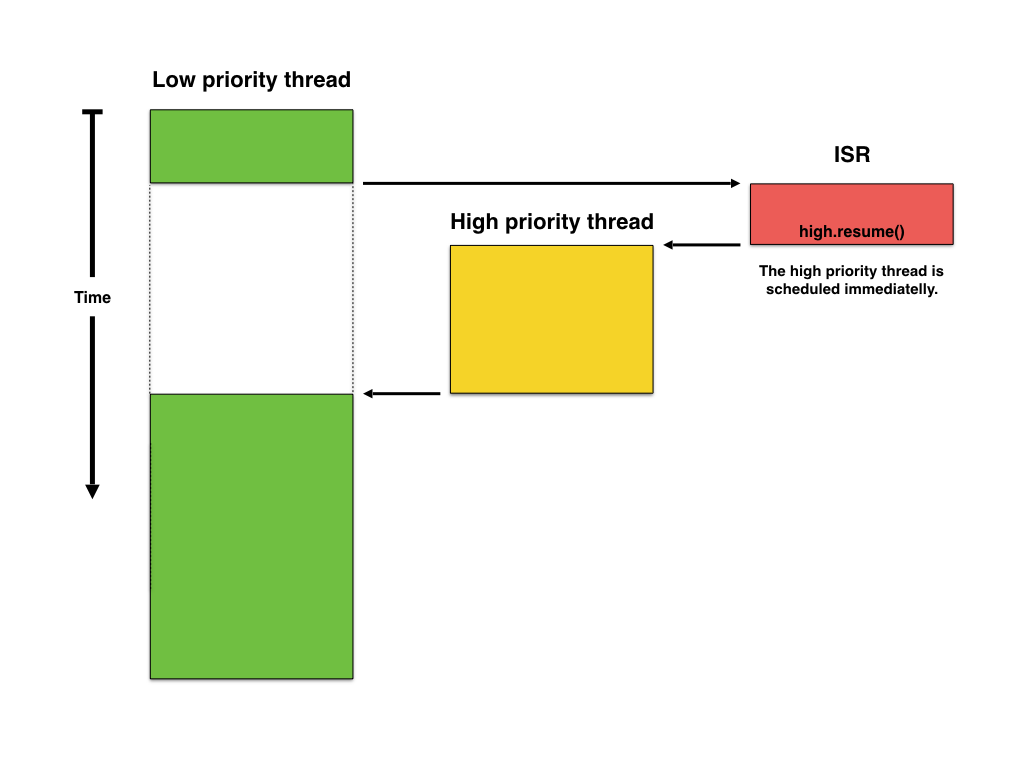 Low priority thread
ISR
High priority thread
high.resume()
The high priority thread is
scheduled immediatelly.
Time